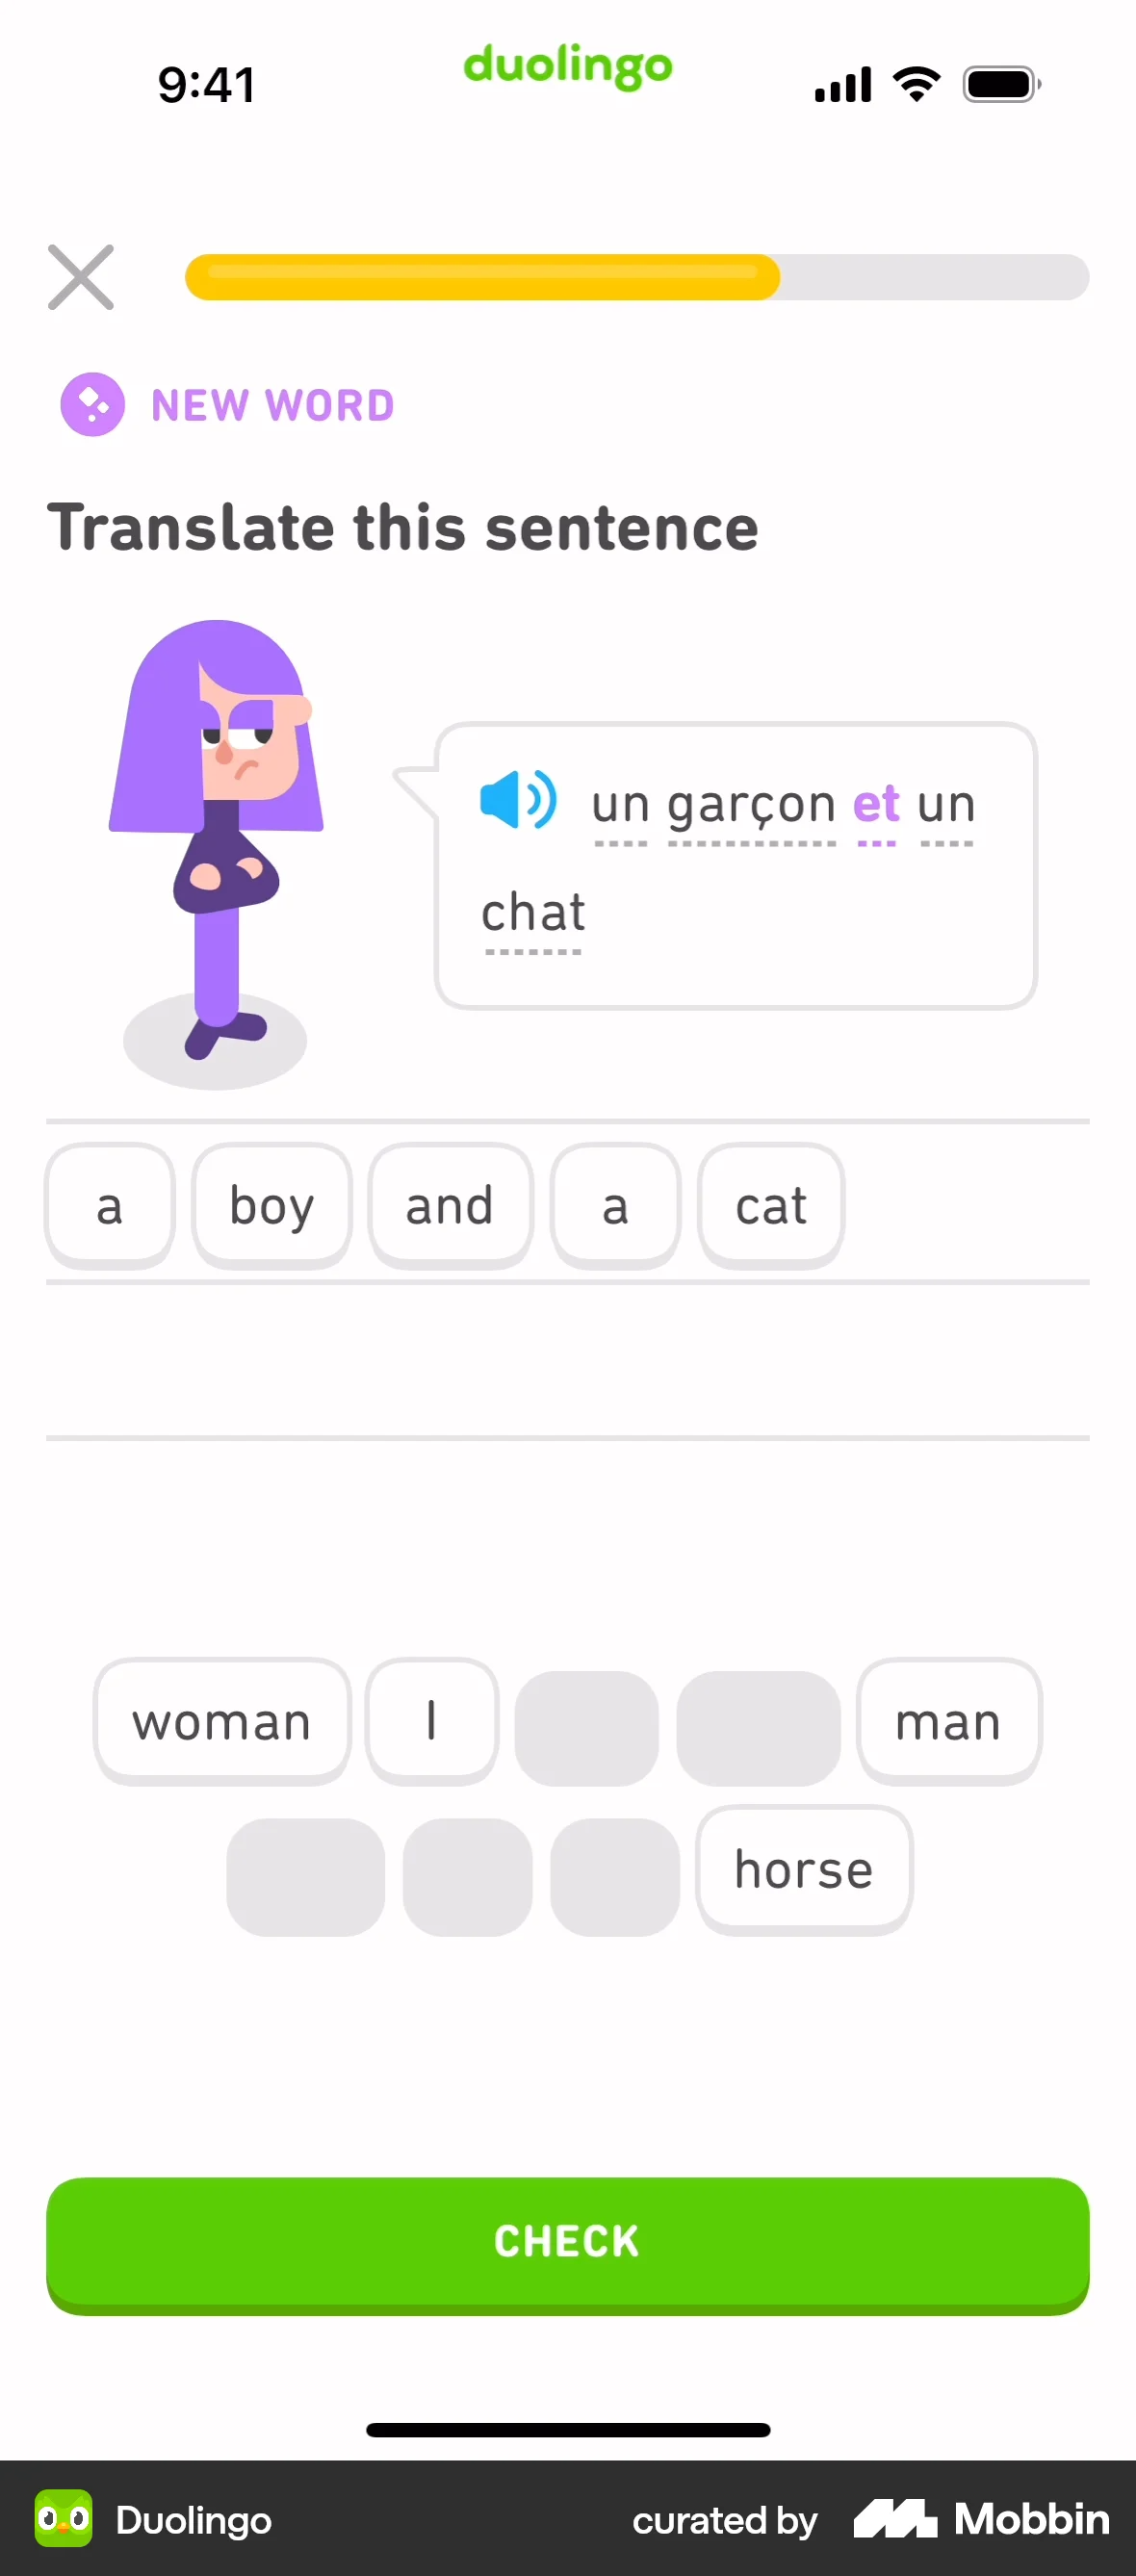 9:41
duolingo
NEW WORD
Translate this sentence
un garçon et un
chat
a boy and a cat
woman I man
horse
CHECK
Duolingo curated by Mobbin